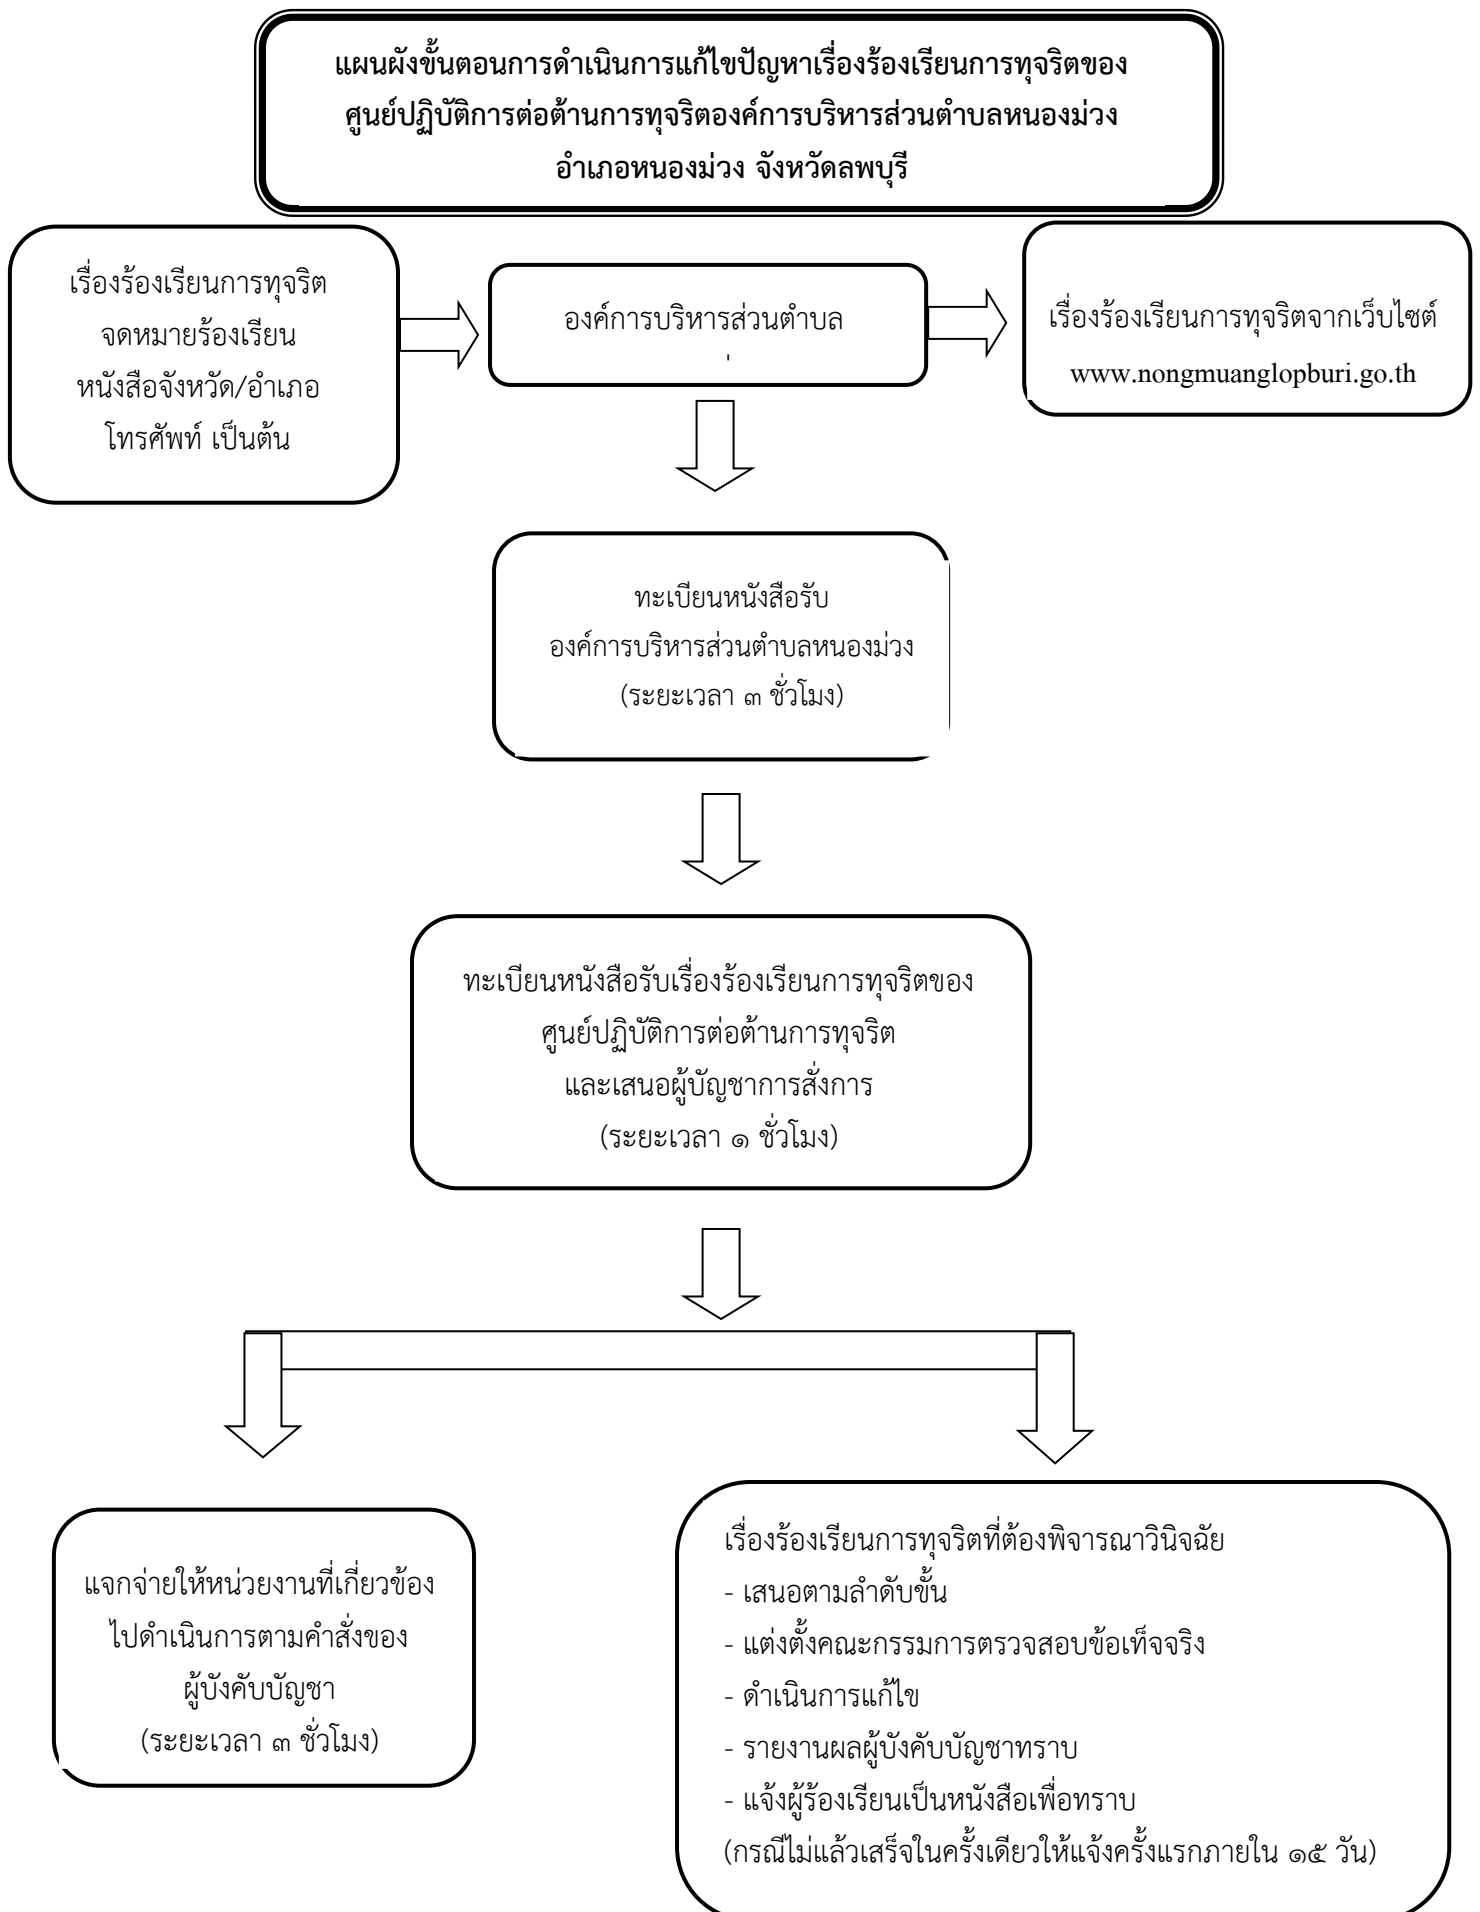 แผนผังขั้นตอนการดำเนินการแก้ไขปัญหาเรื่องร้องเรียนการทุจริตของ
ศูนย์ปฏิบัติการต่อต้านการทุจริตองค์การบริหารส่วนตำบลหนองม่วง
อำเภอหนองม่วง จังหวัดลพบุรี
เรื่องร้องเรียนการทุจริต
จดหมายร้องเรียน
หนังสือจังหวัด/อำเภอ
โทรศัพท์ เป็นต้น
องค์การบริหารส่วนตำบล
เรื่องร้องเรียนการทุจริตจากเว็บไซต์
www.nongmuanglopburi.go.th
ทะเบียนหนังสือรับ
องค์การบริหารส่วนตำบลหนองม่วง
(ระยะเวลา ๓ ชั่วโมง)
ทะเบียนหนังสือรับเรื่องร้องเรียนการทุจริตของ
ศูนย์ปฏิบัติการต่อต้านการทุจริต
และเสนอผู้บัญชาการสั่งการ
(ระยะเวลา ๑ ชั่วโมง)
แจกจ่ายให้หน่วยงานที่เกี่ยวข้อง
ไปดำเนินการตามคำสั่งของ
ผู้บังคับบัญชา
(ระยะเวลา ๓ ชั่วโมง)
เรื่องร้องเรียนการทุจริตที่ต้องพิจารณาวินิจฉัย
- เสนอตามลำดับขั้น
- แต่งตั้งคณะกรรมการตรวจสอบข้อเท็จจริง
- ดำเนินการแก้ไข
- รายงานผลผู้บังคับบัญชาทราบ
- แจ้งผู้ร้องเรียนเป็นหนังสือเพื่อทราบ
(กรณีไม่แล้วเสร็จในครั้งเดียวให้แจ้งครั้งแรกภายใน ๑๕ วัน)